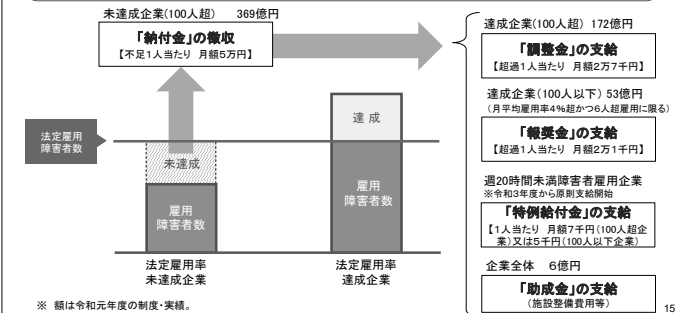 未達成企業(100人超)　369億円
「納付金」の徴収
【不足1人当たり　月額5万円】
法定雇用
障害者数
未達成
雇用
障害者数
達 成
雇用
障害者数
法定雇用率
未達成企業
法定雇用率
達成企業
達成企業(100人超)　172億円
「調整金」の支給
【超過1人当たり　月額2万7千円】
達成企業(100人以下) 53億円
(月平均雇用率4％超かつ6人超雇用に限る)
「報奨金」の支給
【超過1人当たり　月額2万1千円】
週20時間未満障害者雇用企業
※令和3年度から原則支給開始
「特例給付金」の支給
【1人当たり　月額7千円(100人超企
業)又は5千円(100人以下企業)】
企業全体　6億円
「助成金」の支給
(施設整備費用等)
※ 額は令和元年度の制度・実績。
15